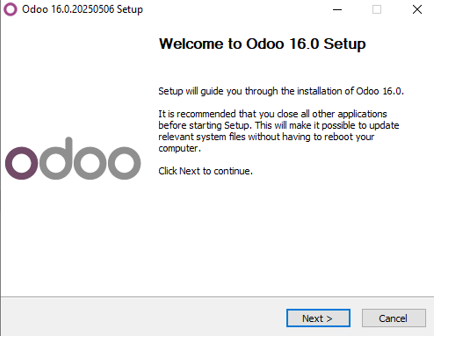 Odoo 16.0.20250506 Setup
Welcome to Odoo 16.0 Setup
Setup will guide you through the installation of Odoo 16.0.
It is recommended that you close all other applications
before starting Setup. This will make it possible to update
relevant system files without having to reboot your
computer.
odoo
Click Next to continue.
Next >
Cancel